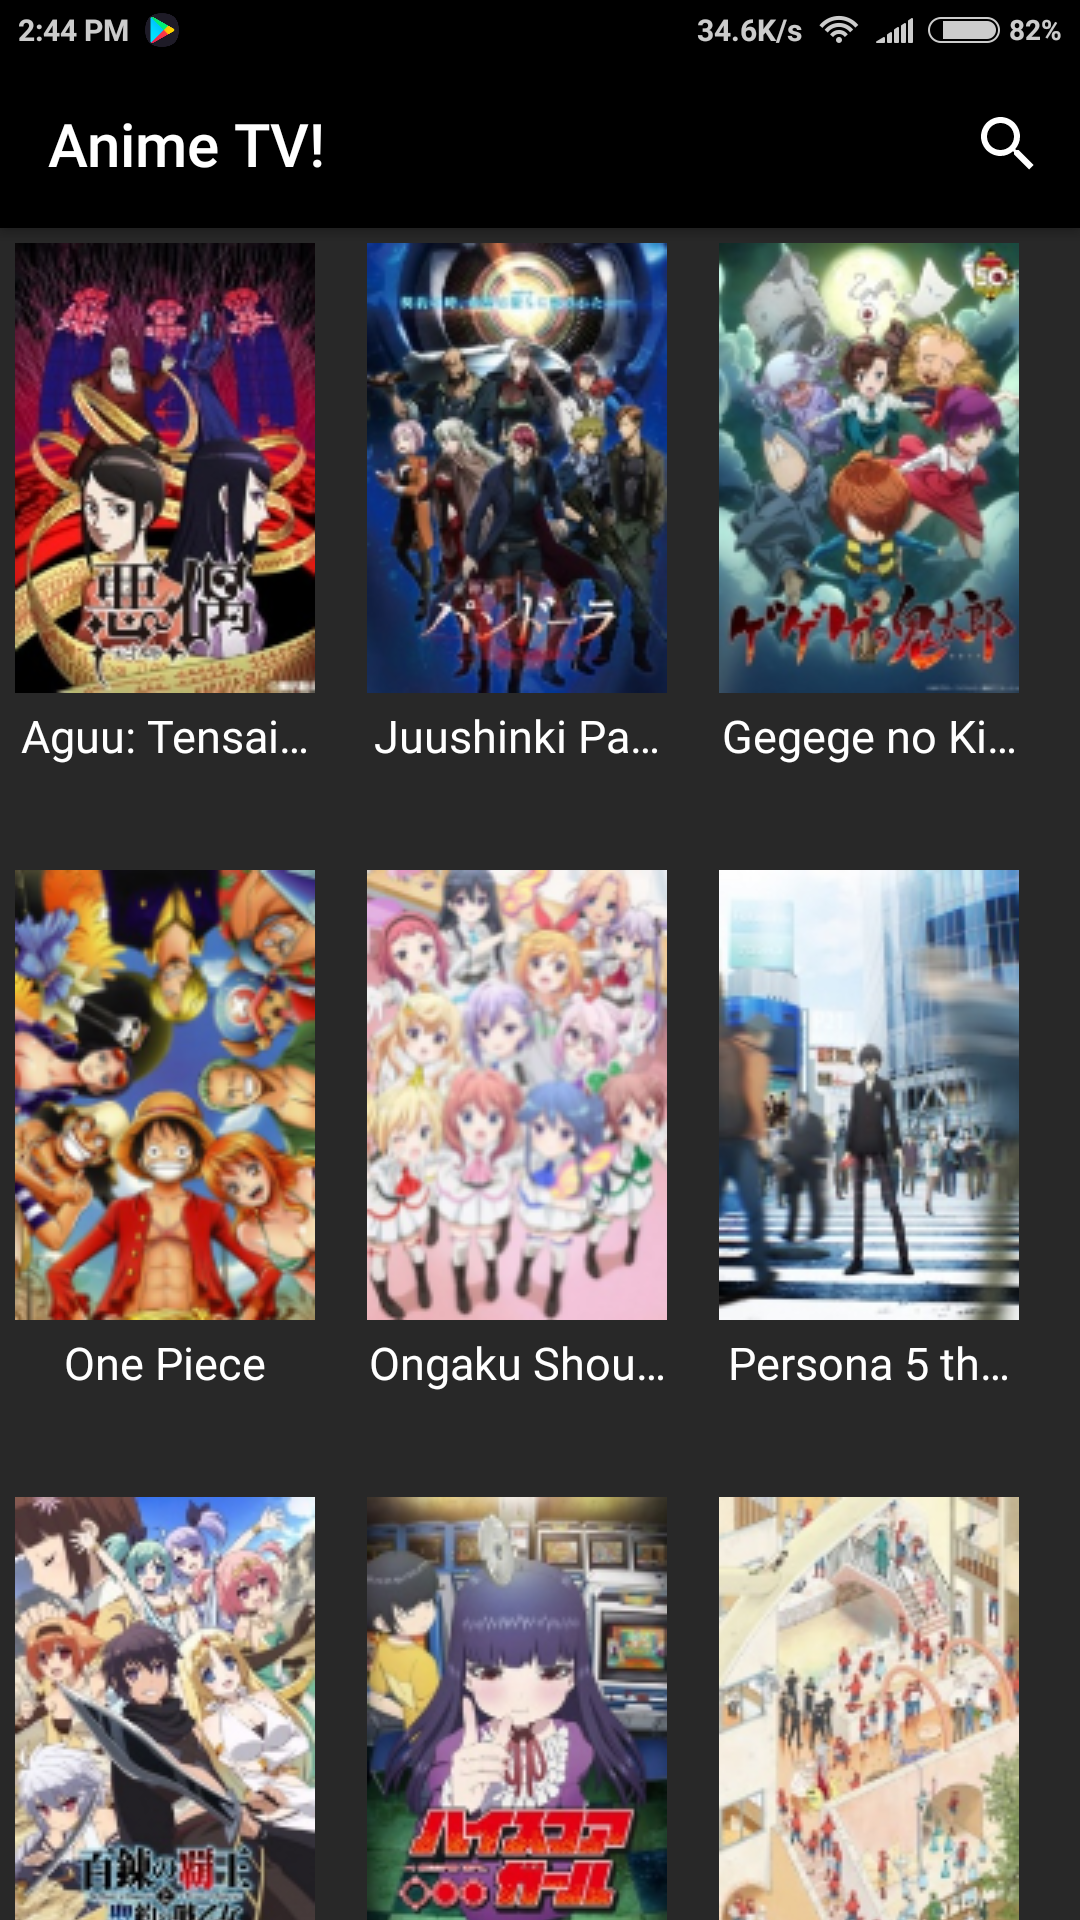 2:44 PM
34.6K/s
82%
Anime TV!
悪偶
パンドーラ
50
ゲゲゲの鬼太郎
Aguu: Tensai...
Juushinki Pa...
Gegege no Ki...
One Piece
Ongaku Shou...
Persona 5 th...
百錬の覇王
ハイスコア
ガール